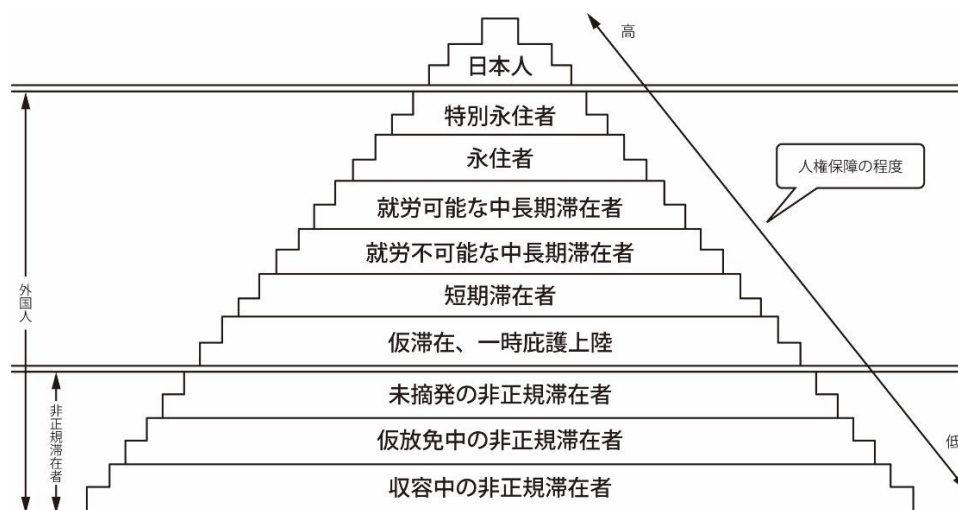 高
日本人
特別永住者
永住者
人権保障の程度
就労可能な中長期滞在者
就労不可能な中長期滞在者
外国人
短期滞在者
仮滞在、一時庇護上陸
未摘発の非正規滞在者
非正規滞在者
仮放免中の非正規滞在者
低
収容中の非正規滞在者